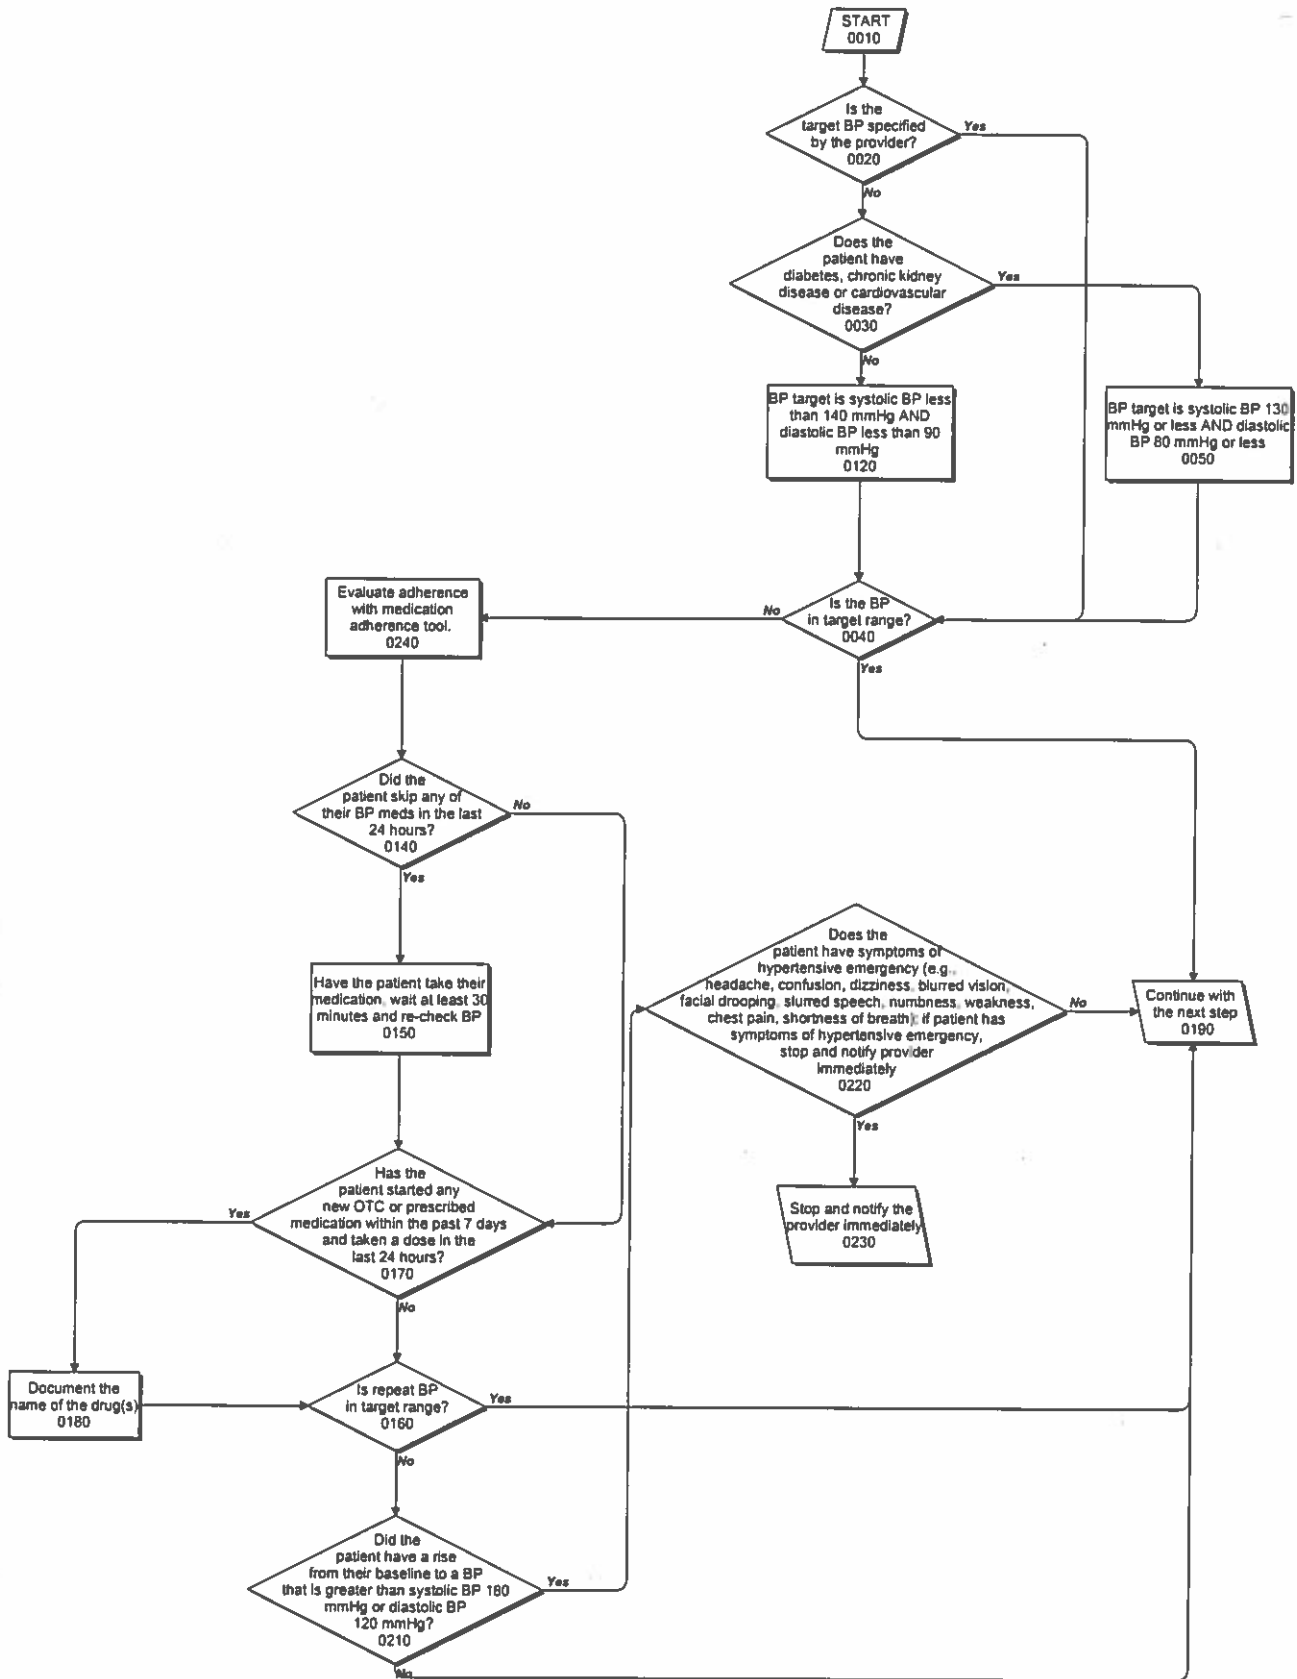 START
0010
Is the
target BP specified
by the provider?
0020
Yes
No
Does the
patient have
diabetes, chronic kidney
disease or cardiovascular
disease?
0030
Yes
No
BP target is systolic BP less
than 140 mmHg AND
diastolic BP less than 90
mmHg
0120
BP target is systolic BP 130
mmHg or less AND diastolic
BP 80 mmHg or less
0050
Evaluate adherence
with medication
adherence tool.
0240
No
Is the BP
in target range?
0040
Yes
Did the
patient skip any of
their BP meds in the last
24 hours?
0140
No
Yes
Have the patient take their
medication, wait at least 30
minutes and re-check BP
0150
Does the
patient have symptoms of
hypertensive emergency (e.g.
headache, confusion, dizziness, blurred vision,
facial drooping, slurred speech, numbness, weakness,
chest pain, shortness of breath); if patient has
symptoms of hypertensive emergency,
stop and notify provider
immediately
0220
No
Yes
Continue with
the next step
0190
Stop and notify the
provider immediately
0230
Has the
patient started any
new OTC or prescribed
medication within the past 7 days
and taken a dose in the
last 24 hours?
0170
Yes
No
Document the
name of the drug(s)
0180
Is repeat BP
in target range?
0160
Yes
No
Did the
patient have a rise
from their baseline to a BP
that is greater than systolic BP 180
mmHg or diastolic BP
120 mmHg?
0210
Yes
No